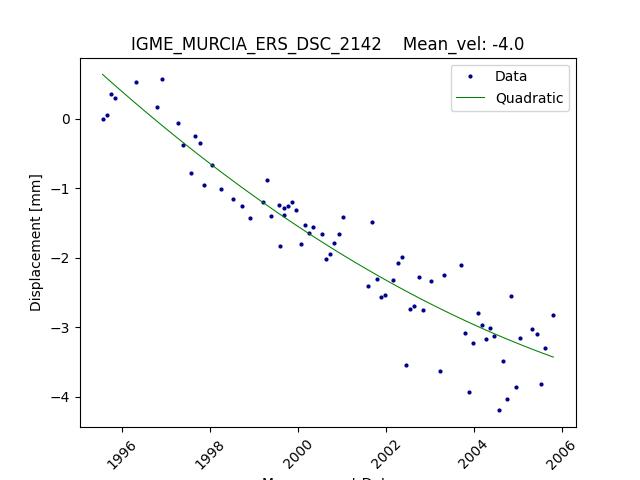 IGME_MURCIA_ERS_DSC_2142    Mean_vel: -4.0
Data
Quadratic
Displacement [mm]
0
−1
−2
−3
−4
1996
1998
2000
2002
2004
2006